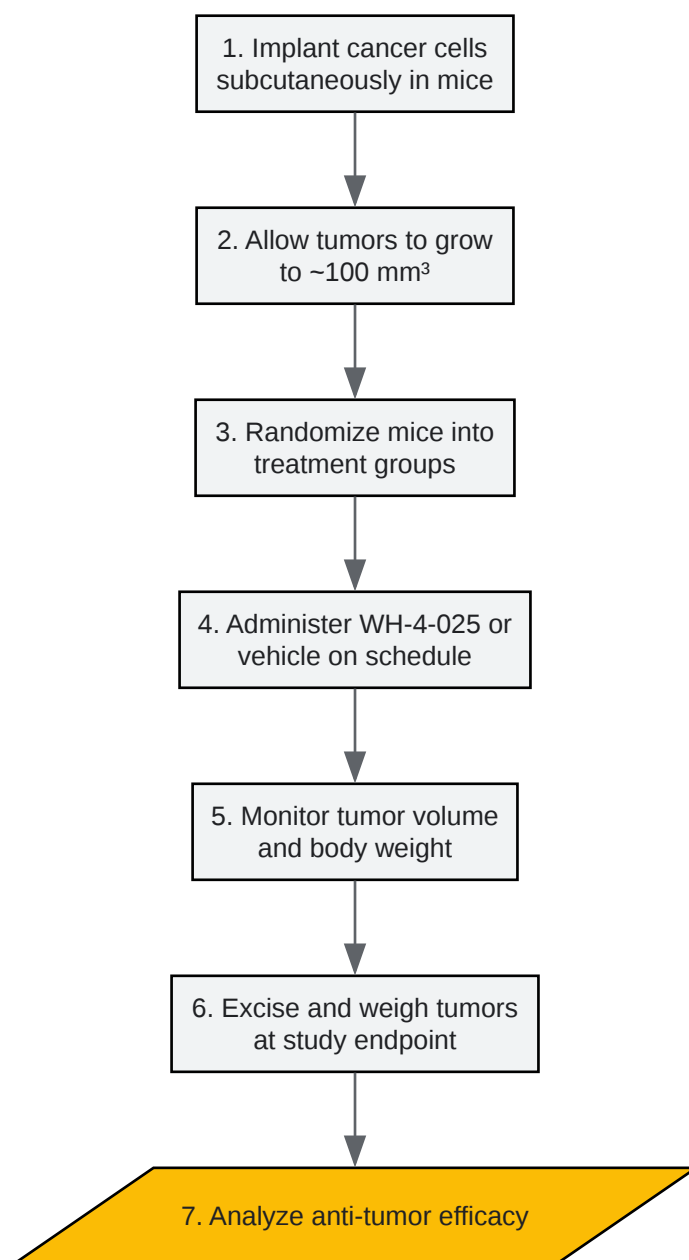 1. Implant cancer cells
subcutaneously in mice
2. Allow tumors to grow
to ~100 mm³
3. Randomize mice into
treatment groups
4. Administer WH-4-025 or
vehicle on schedule
5. Monitor tumor volume
and body weight
6. Excise and weigh tumors
at study endpoint
7. Analyze anti-tumor efficacy